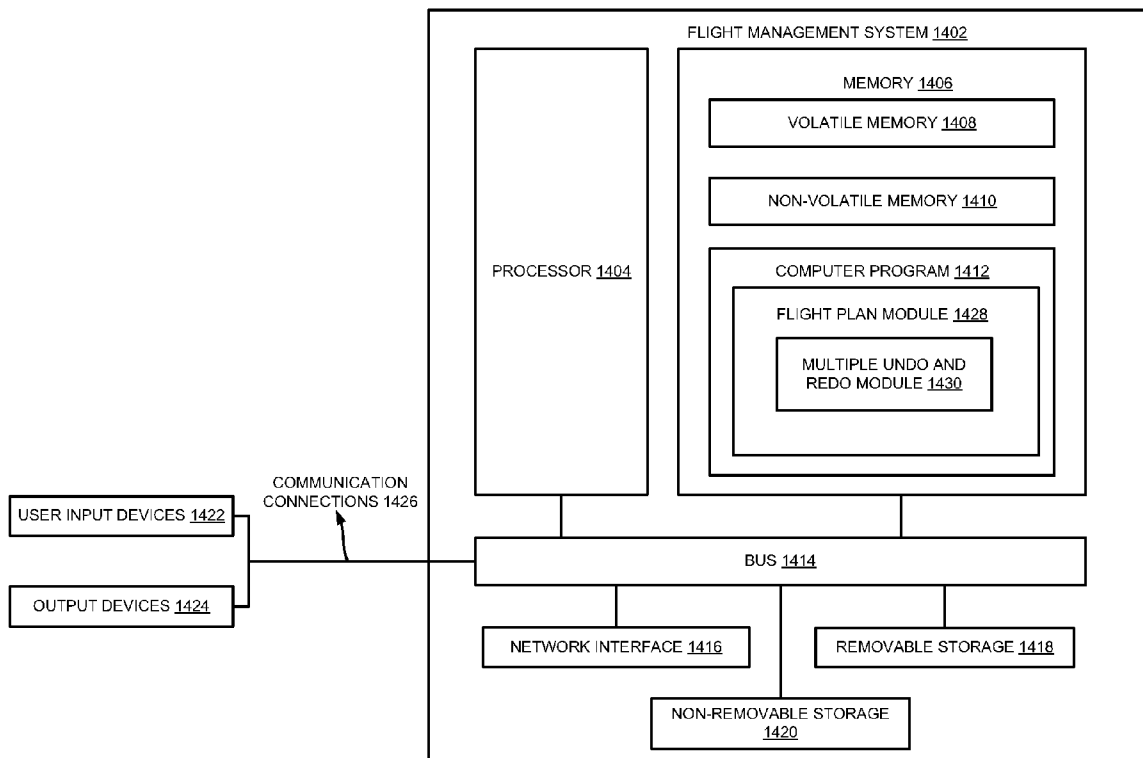 FLIGHT MANAGEMENT SYSTEM 1402
MEMORY 1406
VOLATILE MEMORY 1408
NON-VOLATILE MEMORY 1410
PROCESSOR 1404
COMPUTER PROGRAM 1412
FLIGHT PLAN MODULE 1428
MULTIPLE UNDO AND
REDO MODULE 1430
COMMUNICATION
CONNECTIONS 1426
USER INPUT DEVICES 1422
OUTPUT DEVICES 1424
BUS 1414
NETWORK INTERFACE 1416
REMOVABLE STORAGE 1418
NON-REMOVABLE STORAGE
1420